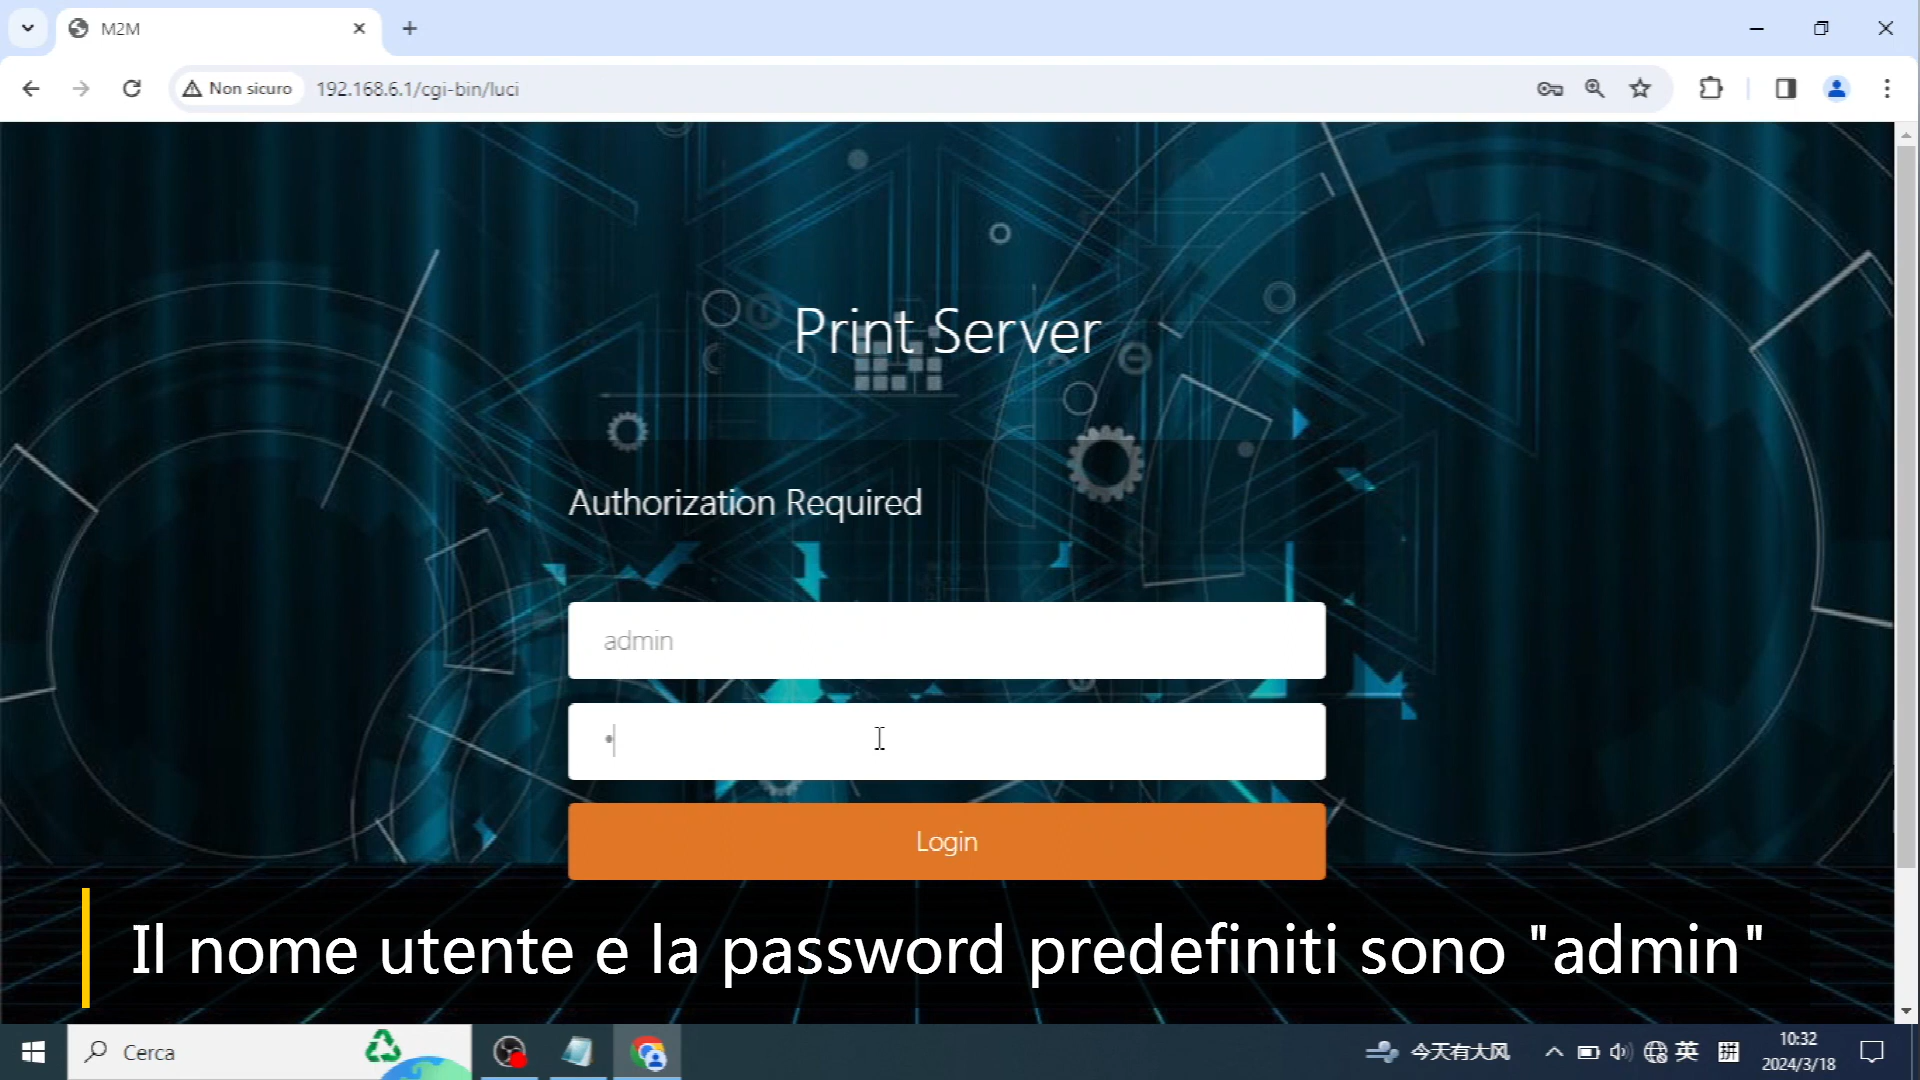 M2M
Non sicuro
192.168.6.1/cgi-bin/luci
Print Server
Authorization Required
admin
Login
Il nome utente e la password predefiniti sono "admin"
Cerca
今天有大风
英
拼
10:32
2024/3/18